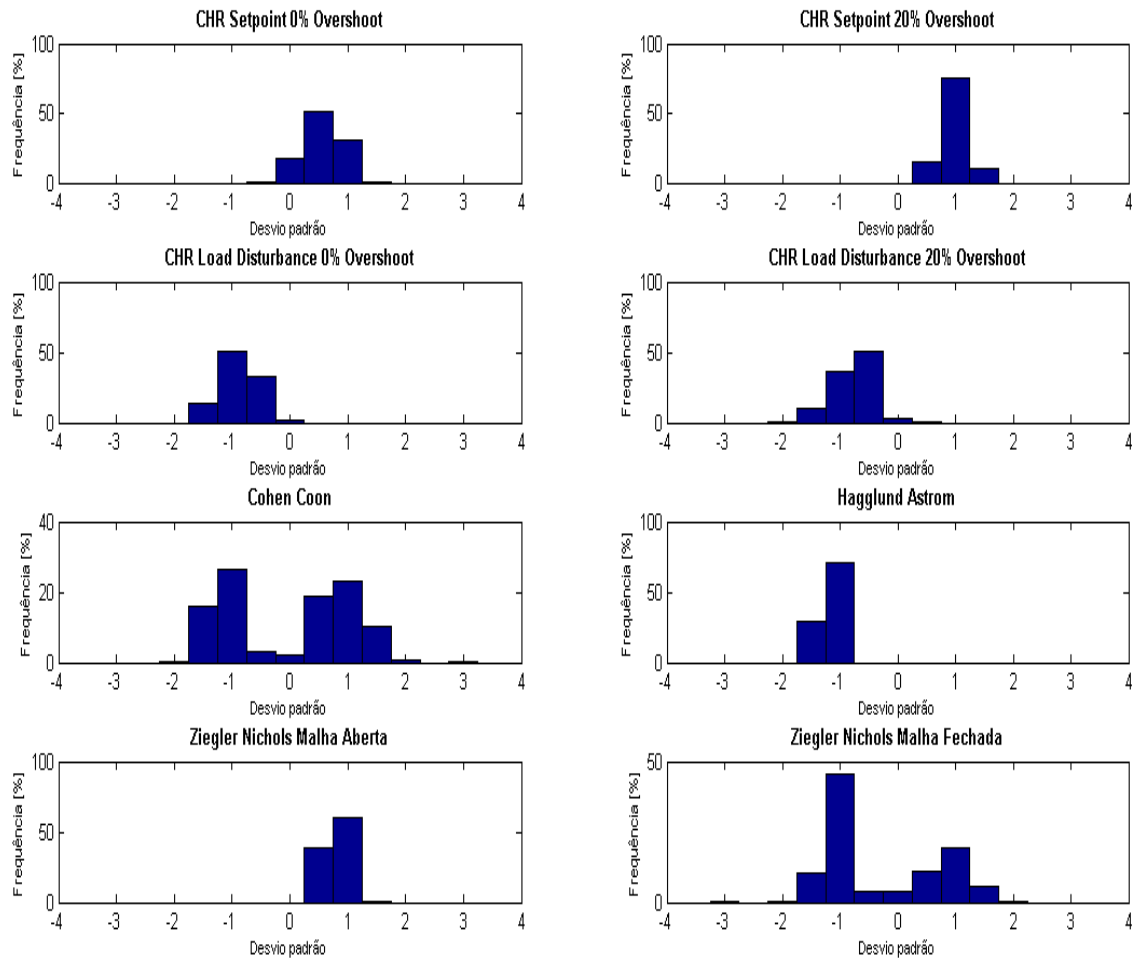 CHR Setpoint 0% Overshoot
100
50
0
Frequência [%]
-4 -3 -2 -1 0 1 2 3 4
Desvio padrão
CHR Setpoint 20% Overshoot
100
50
0
Frequência [%]
-4 -3 -2 -1 0 1 2 3 4
Desvio padrão
CHR Load Disturbance 0% Overshoot
100
50
0
Frequência [%]
-4 -3 -2 -1 0 1 2 3 4
Desvio padrão
CHR Load Disturbance 20% Overshoot
100
50
0
Frequência [%]
-4 -3 -2 -1 0 1 2 3 4
Desvio padrão
Cohen Coon
40
20
0
Frequência [%]
-4 -3 -2 -1 0 1 2 3 4
Desvio padrão
Hagglund Astrom
100
50
0
Frequência [%]
-4 -3 -2 -1 0 1 2 3 4
Desvio padrão
Ziegler Nichols Malha Aberta
100
50
0
Frequência [%]
-4 -3 -2 -1 0 1 2 3 4
Desvio padrão
Ziegler Nichols Malha Fechada
50
0
Frequência [%]
-4 -3 -2 -1 0 1 2 3 4
Desvio padrão